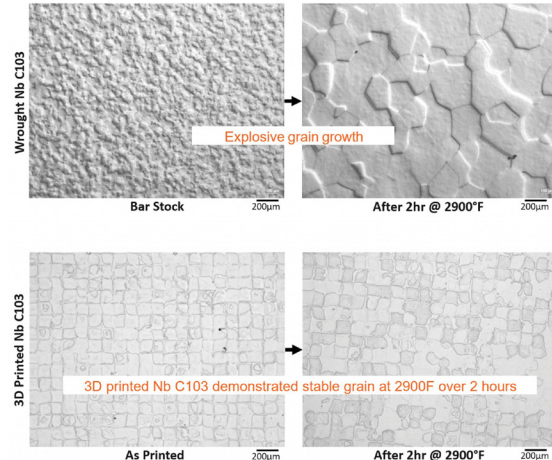 Wrought Nb C103
Explosive grain growth
Bar Stock
200µm
After 2hr @ 2900°F
200µm
3D Printed Nb C103
3D printed Nb C103 demonstrated stable grain at 2900F over 2 hours
As Printed
200µm
After 2hr @ 2900°F
200µm